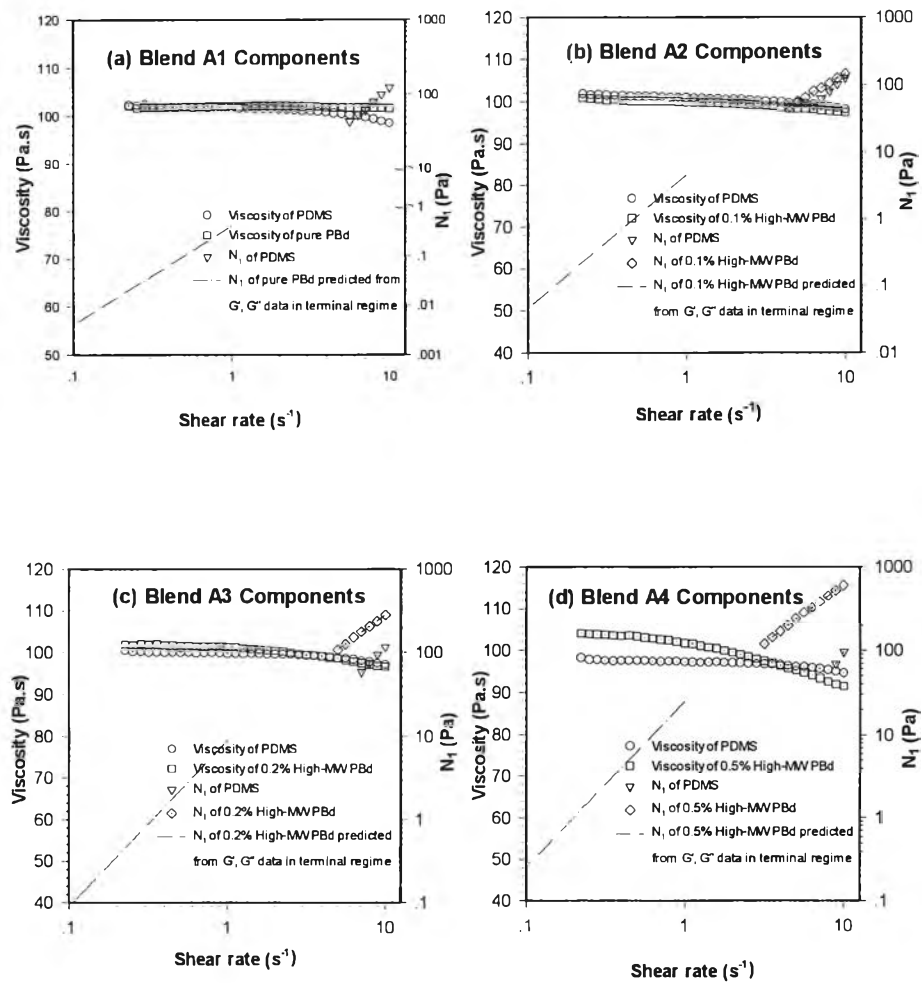 (a) Blend A1 Components
120
110
100
90
80
70
60
50
.1
1
10
1000
100
10
1
.1
.01
.001
Viscosity (Pa.s)
N₁ (Pa)
Shear rate (s⁻¹)
Viscosity of PDMS
Viscosity of pure PBd
N₁ of PDMS
N₁ of pure PBd predicted from
G', G" data in terminal regime
(b) Blend A2 Components
120
110
100
90
80
70
60
50
40
.1
1
10
1000
100
10
1
.1
.01
Viscosity (Pa.s)
N₁ (Pa)
Shear rate (s⁻¹)
Viscosity of PDMS
Viscosity of 0.1% High-MW PBd
N₁ of PDMS
N₁ of 0.1% High-MW PBd
N₁ of 0.1% High-MW PBd predicted
from G', G" data in terminal regime
(c) Blend A3 Components
120
110
100
90
80
70
60
50
40
.1
1
10
1000
100
10
1
.1
Viscosity (Pa.s)
N₁ (Pa)
Shear rate (s⁻¹)
Viscosity of PDMS
Viscosity of 0.2% High-MW PBd
N₁ of PDMS
N₁ of 0.2% High-MW PBd
N₁ of 0.2% High-MW PBd predicted
from G', G" data in terminal regime
(d) Blend A4 Components
120
110
100
90
80
70
60
50
40
.1
1
10
1000
100
10
1
.1
Viscosity (Pa.s)
N₁ (Pa)
Shear rate (s⁻¹)
Viscosity of PDMS
Viscosity of 0.5% High-MW PBd
N₁ of PDMS
N₁ of 0.5% High-MW PBd
N₁ of 0.5% High-MW PBd predicted
from G', G" data in terminal regime